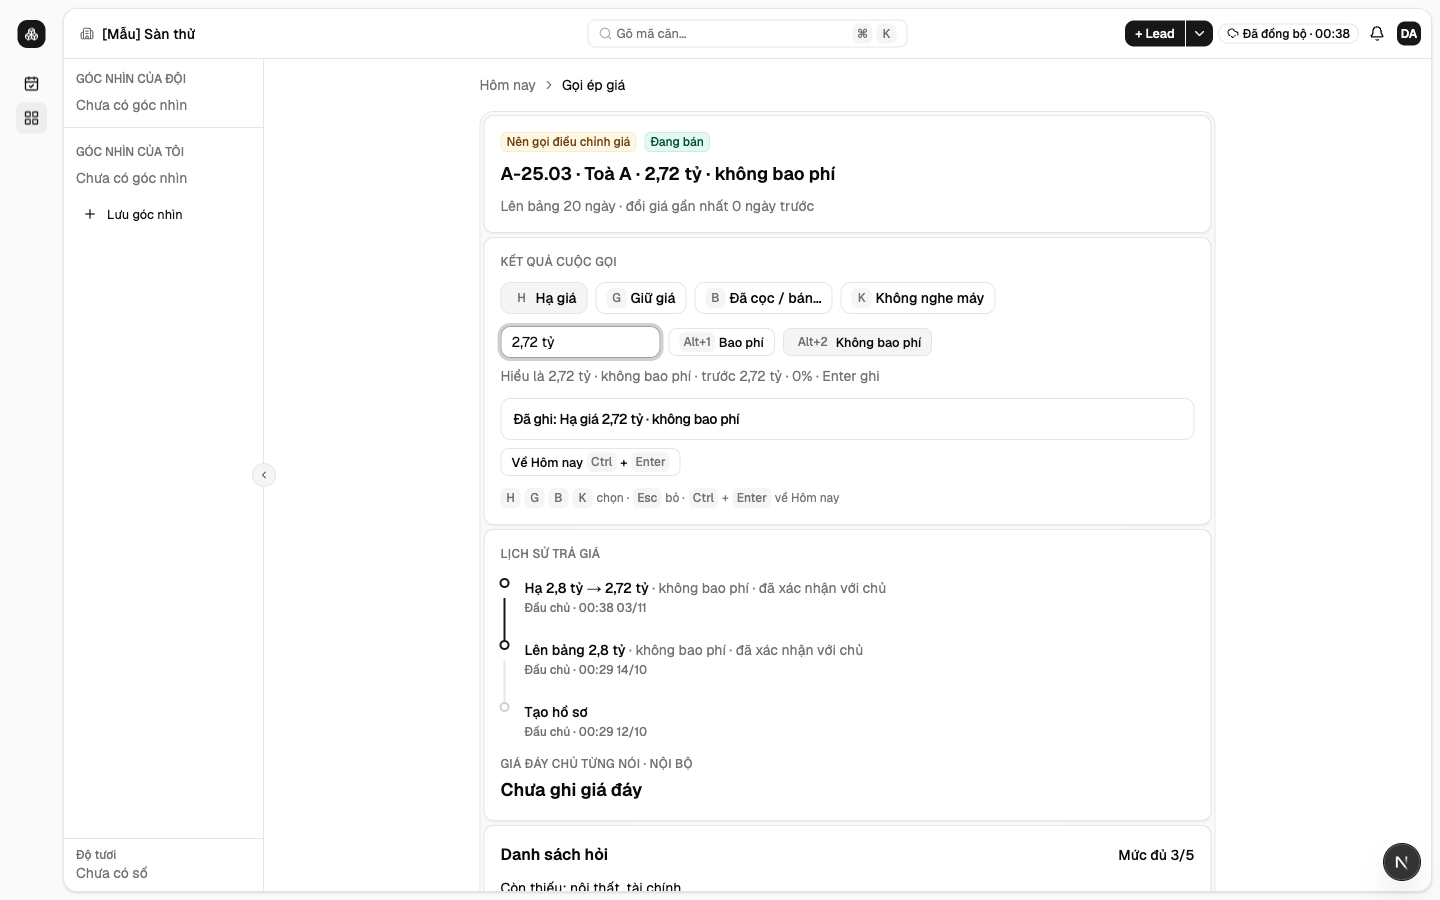 [Mẫu] Sàn thử
Gõ mã căn...
⌘ K
+ Lead
Đã đồng bộ · 00:38
DA
GÓC NHÌN CỦA ĐỘI
Chưa có góc nhìn
GÓC NHÌN CỦA TÔI
Chưa có góc nhìn
+ Lưu góc nhìn
Độ tươi
Chưa có số
Hôm nay > Gọi ép giá
Nên gọi điều chỉnh giá Đang bán
A-25.03 · Toà A · 2,72 tỷ · không bao phí
Lên bảng 20 ngày · đổi giá gần nhất 0 ngày trước
KẾT QUẢ CUỘC GỌI
H Hạ giá G Giữ giá B Đã cọc / bán... K Không nghe máy
2,72 tỷ Alt+1 Bao phí Alt+2 Không bao phí
Hiểu là 2,72 tỷ · không bao phí · trước 2,72 tỷ · 0% · Enter ghi
Đã ghi: Hạ giá 2,72 tỷ · không bao phí
Về Hôm nay Ctrl + Enter
H G B K chọn · Esc bỏ · Ctrl + Enter về Hôm nay
LỊCH SỬ TRẢ GIÁ
Hạ 2,8 tỷ → 2,72 tỷ · không bao phí · đã xác nhận với chủ
Đầu chủ · 00:38 03/11
Lên bảng 2,8 tỷ · không bao phí · đã xác nhận với chủ
Đầu chủ · 00:29 14/10
Tạo hồ sơ
Đầu chủ · 00:29 12/10
GIÁ ĐÁY CHỦ TỪNG NÓI · NỘI BỘ
Chưa ghi giá đáy
Danh sách hỏi Mức đủ 3/5
Còn thiếu: nội thất, tài chính
N